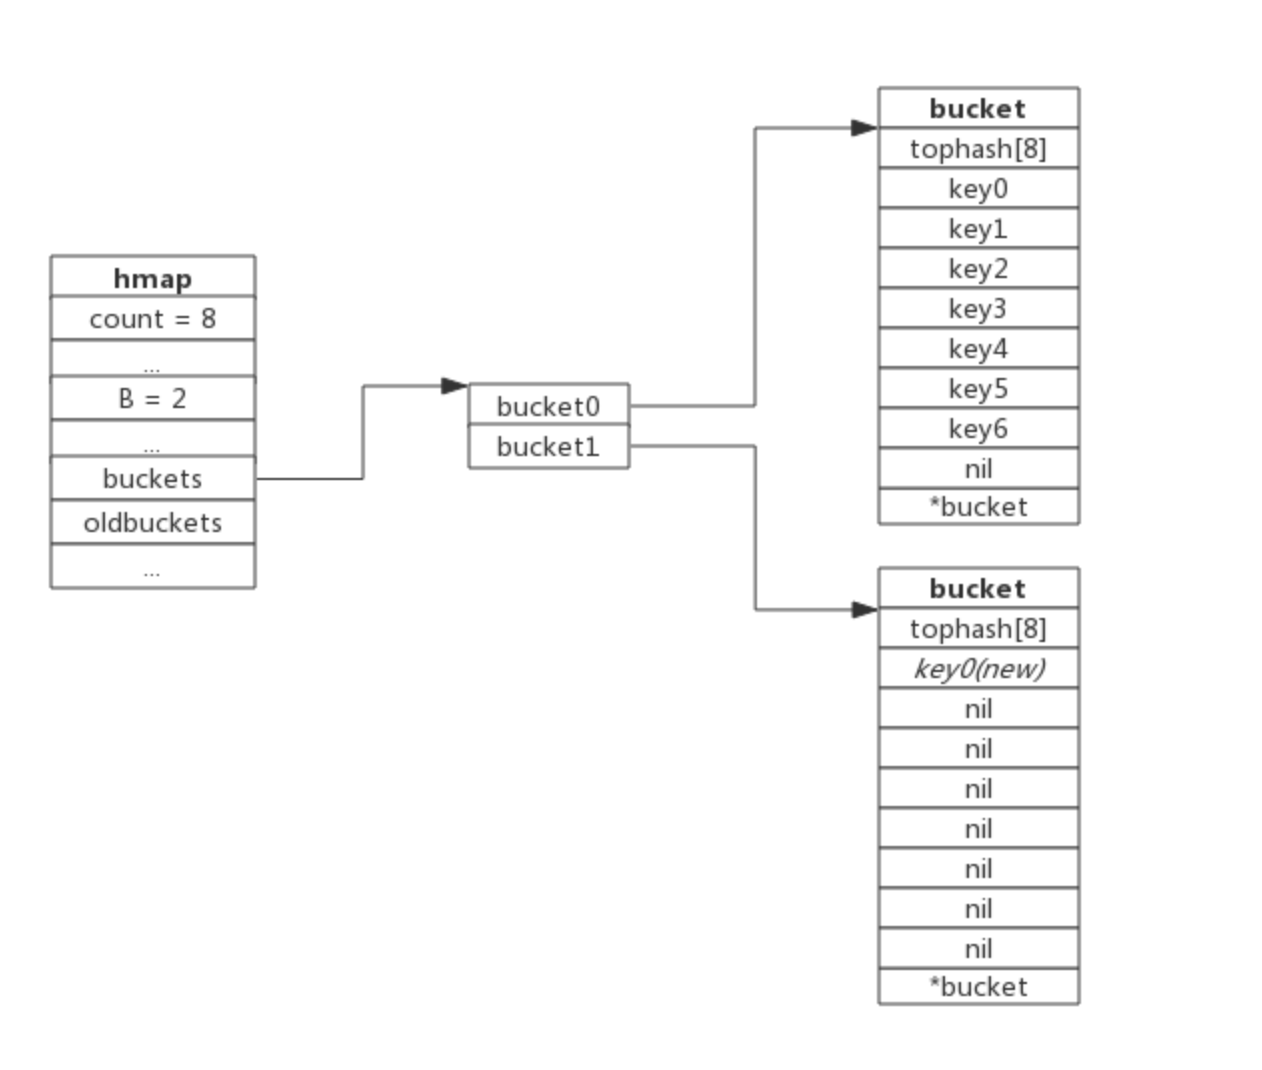 hmap
count = 8
...
B = 2
...
buckets
oldbuckets
...
bucket0
bucket1
bucket
tophash[8]
key0
key1
key2
key3
key4
key5
key6
nil
*bucket
bucket
tophash[8]
key0(new)
nil
nil
nil
nil
nil
nil
nil
*bucket